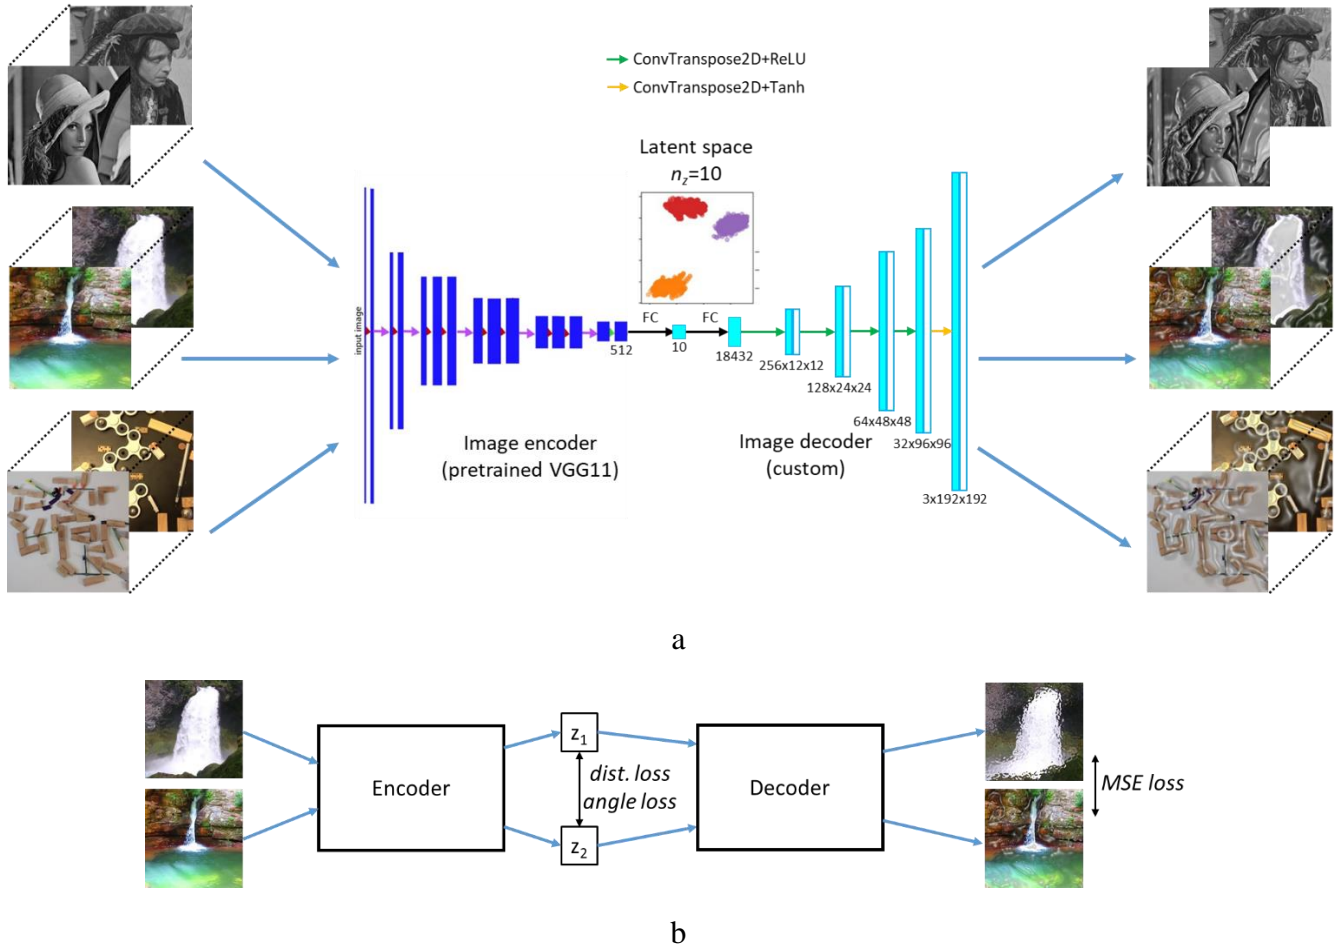 ConvTranspose2D+ReLU
ConvTranspose2D+Tanh
Latent space
n_z=10
input image
FC
FC
512
10
18432
256x12x12
128x24x24
64x48x48
32x96x96
3x192x192
Image encoder
(pretrained VGG11)
Image decoder
(custom)
a
Encoder
z₁
dist. loss
angle loss
z₂
Decoder
MSE loss
b